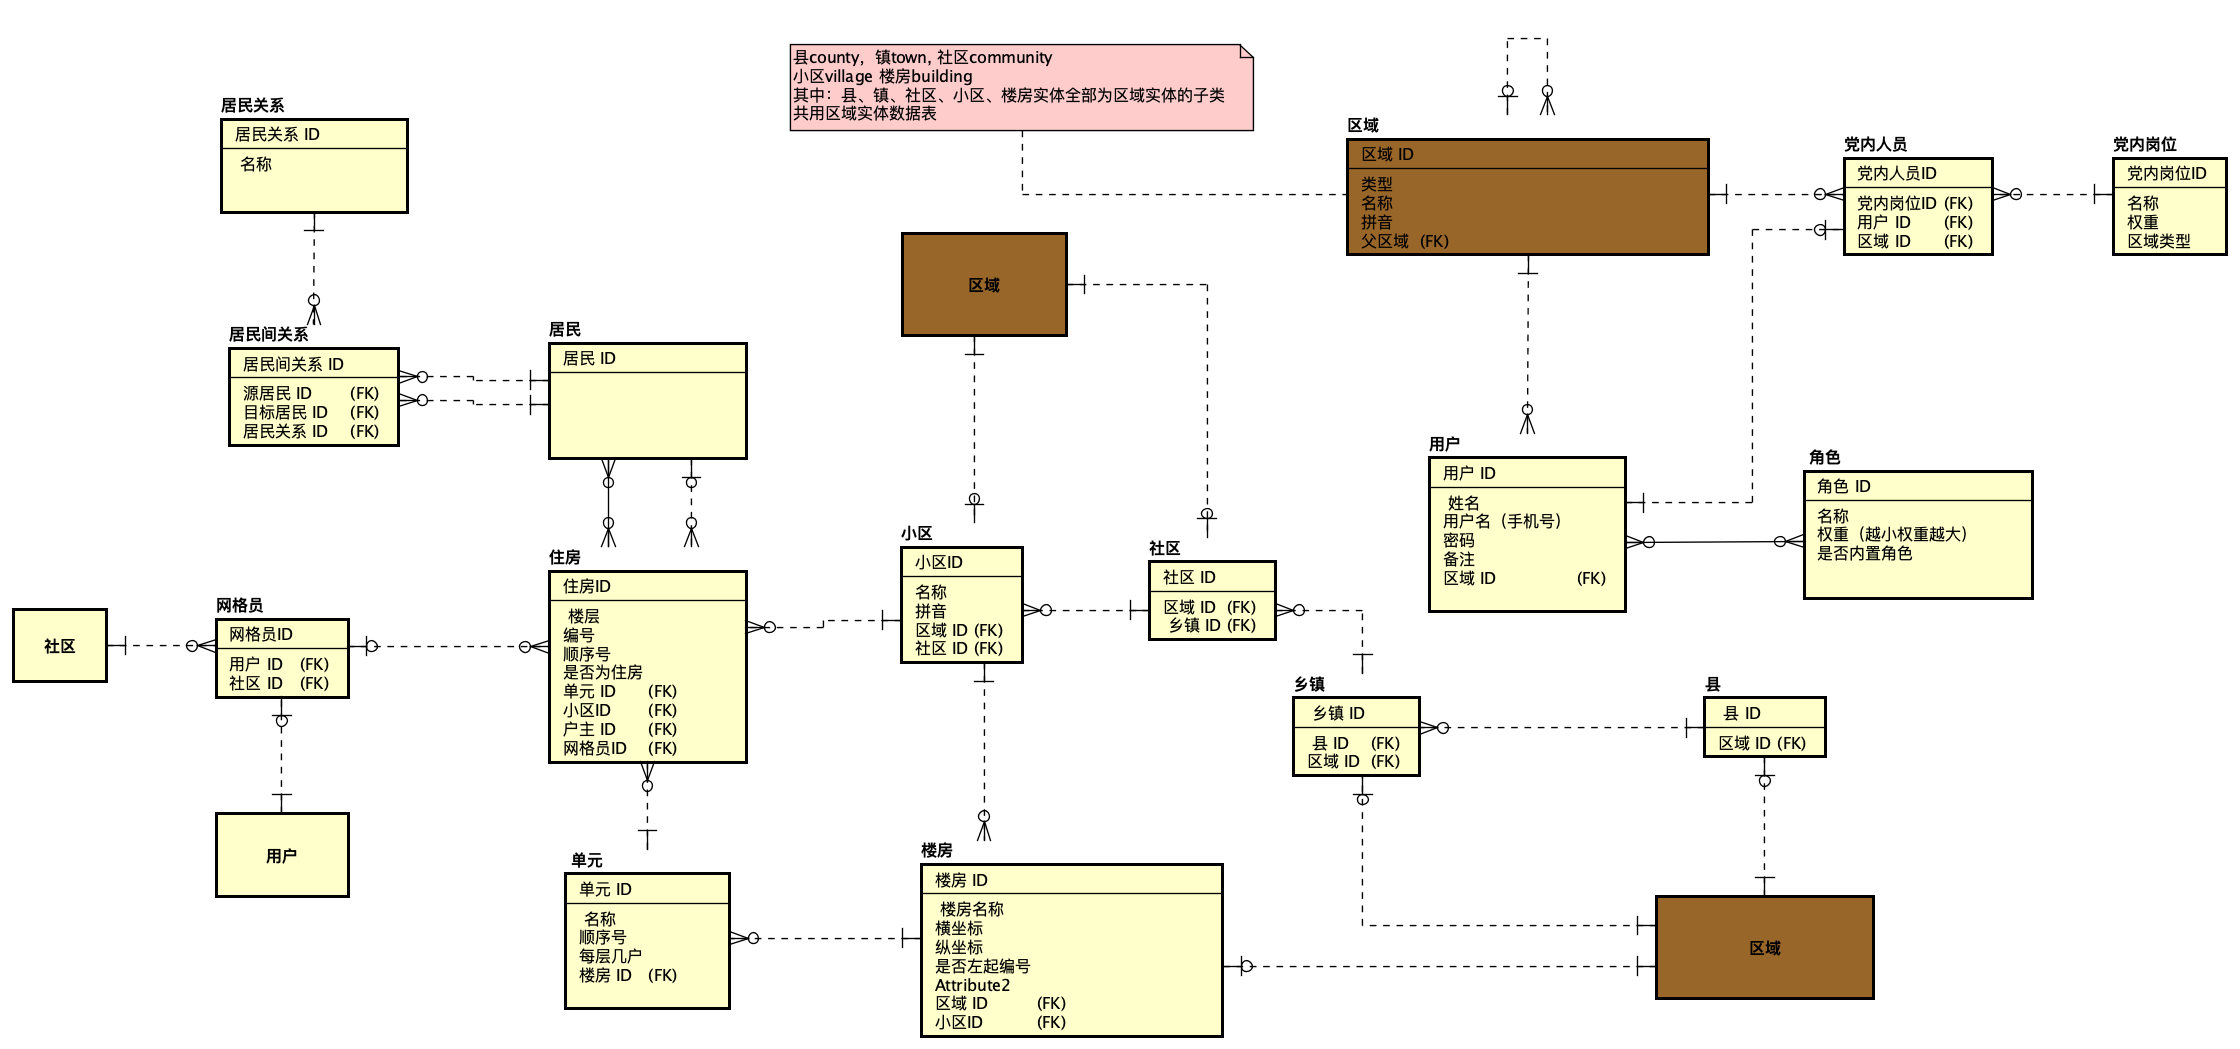 县county，镇town, 社区community
小区village 楼房building
其中：县、镇、社区、小区、楼房实体全部为区域实体的子类
共用区域实体数据表
居民关系
居民关系 ID
名称
居民间关系
居民间关系 ID
源居民 ID (FK)
目标居民 ID (FK)
居民关系 ID (FK)
居民
居民 ID
区域
区域
区域 ID
类型
名称
拼音
父区域 (FK)
党内人员
党内人员ID
党内岗位ID (FK)
用户 ID (FK)
区域 ID (FK)
党内岗位
党内岗位ID
名称
权重
区域类型
用户
用户 ID
姓名
用户名（手机号）
密码
备注
区域 ID (FK)
角色
角色 ID
名称
权重（越小权重越大）
是否内置角色
社区
网格员
网格员ID
用户 ID (FK)
社区 ID (FK)
用户
住房
住房ID
楼层
编号
顺序号
是否为住房
单元 ID (FK)
小区ID (FK)
户主 ID (FK)
网格员ID (FK)
小区
小区ID
名称
拼音
区域 ID (FK)
社区 ID (FK)
社区
社区 ID
区域 ID (FK)
乡镇 ID (FK)
乡镇
乡镇 ID
县 ID (FK)
区域 ID (FK)
县
县 ID
区域 ID (FK)
单元
单元 ID
名称
顺序号
每层几户
楼房 ID (FK)
楼房
楼房 ID
楼房名称
横坐标
纵坐标
是否左起编号
Attribute2
区域 ID (FK)
小区ID (FK)
区域